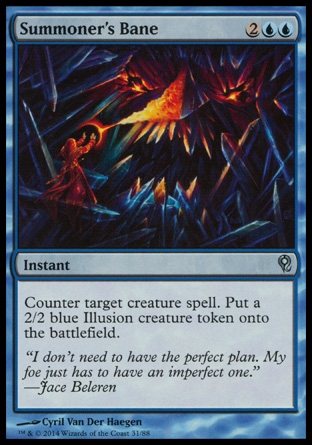 Summoner's Bane 2
Instant
Counter target creature spell. Put a
2/2 blue Illusion creature token onto
the battlefield.
"I don't need to have the perfect plan. My
foe just has to have an imperfect one."
—Jace Beleren
Cyril Van Der Haegen
™ & © 2014 Wizards of the Coast 31/88